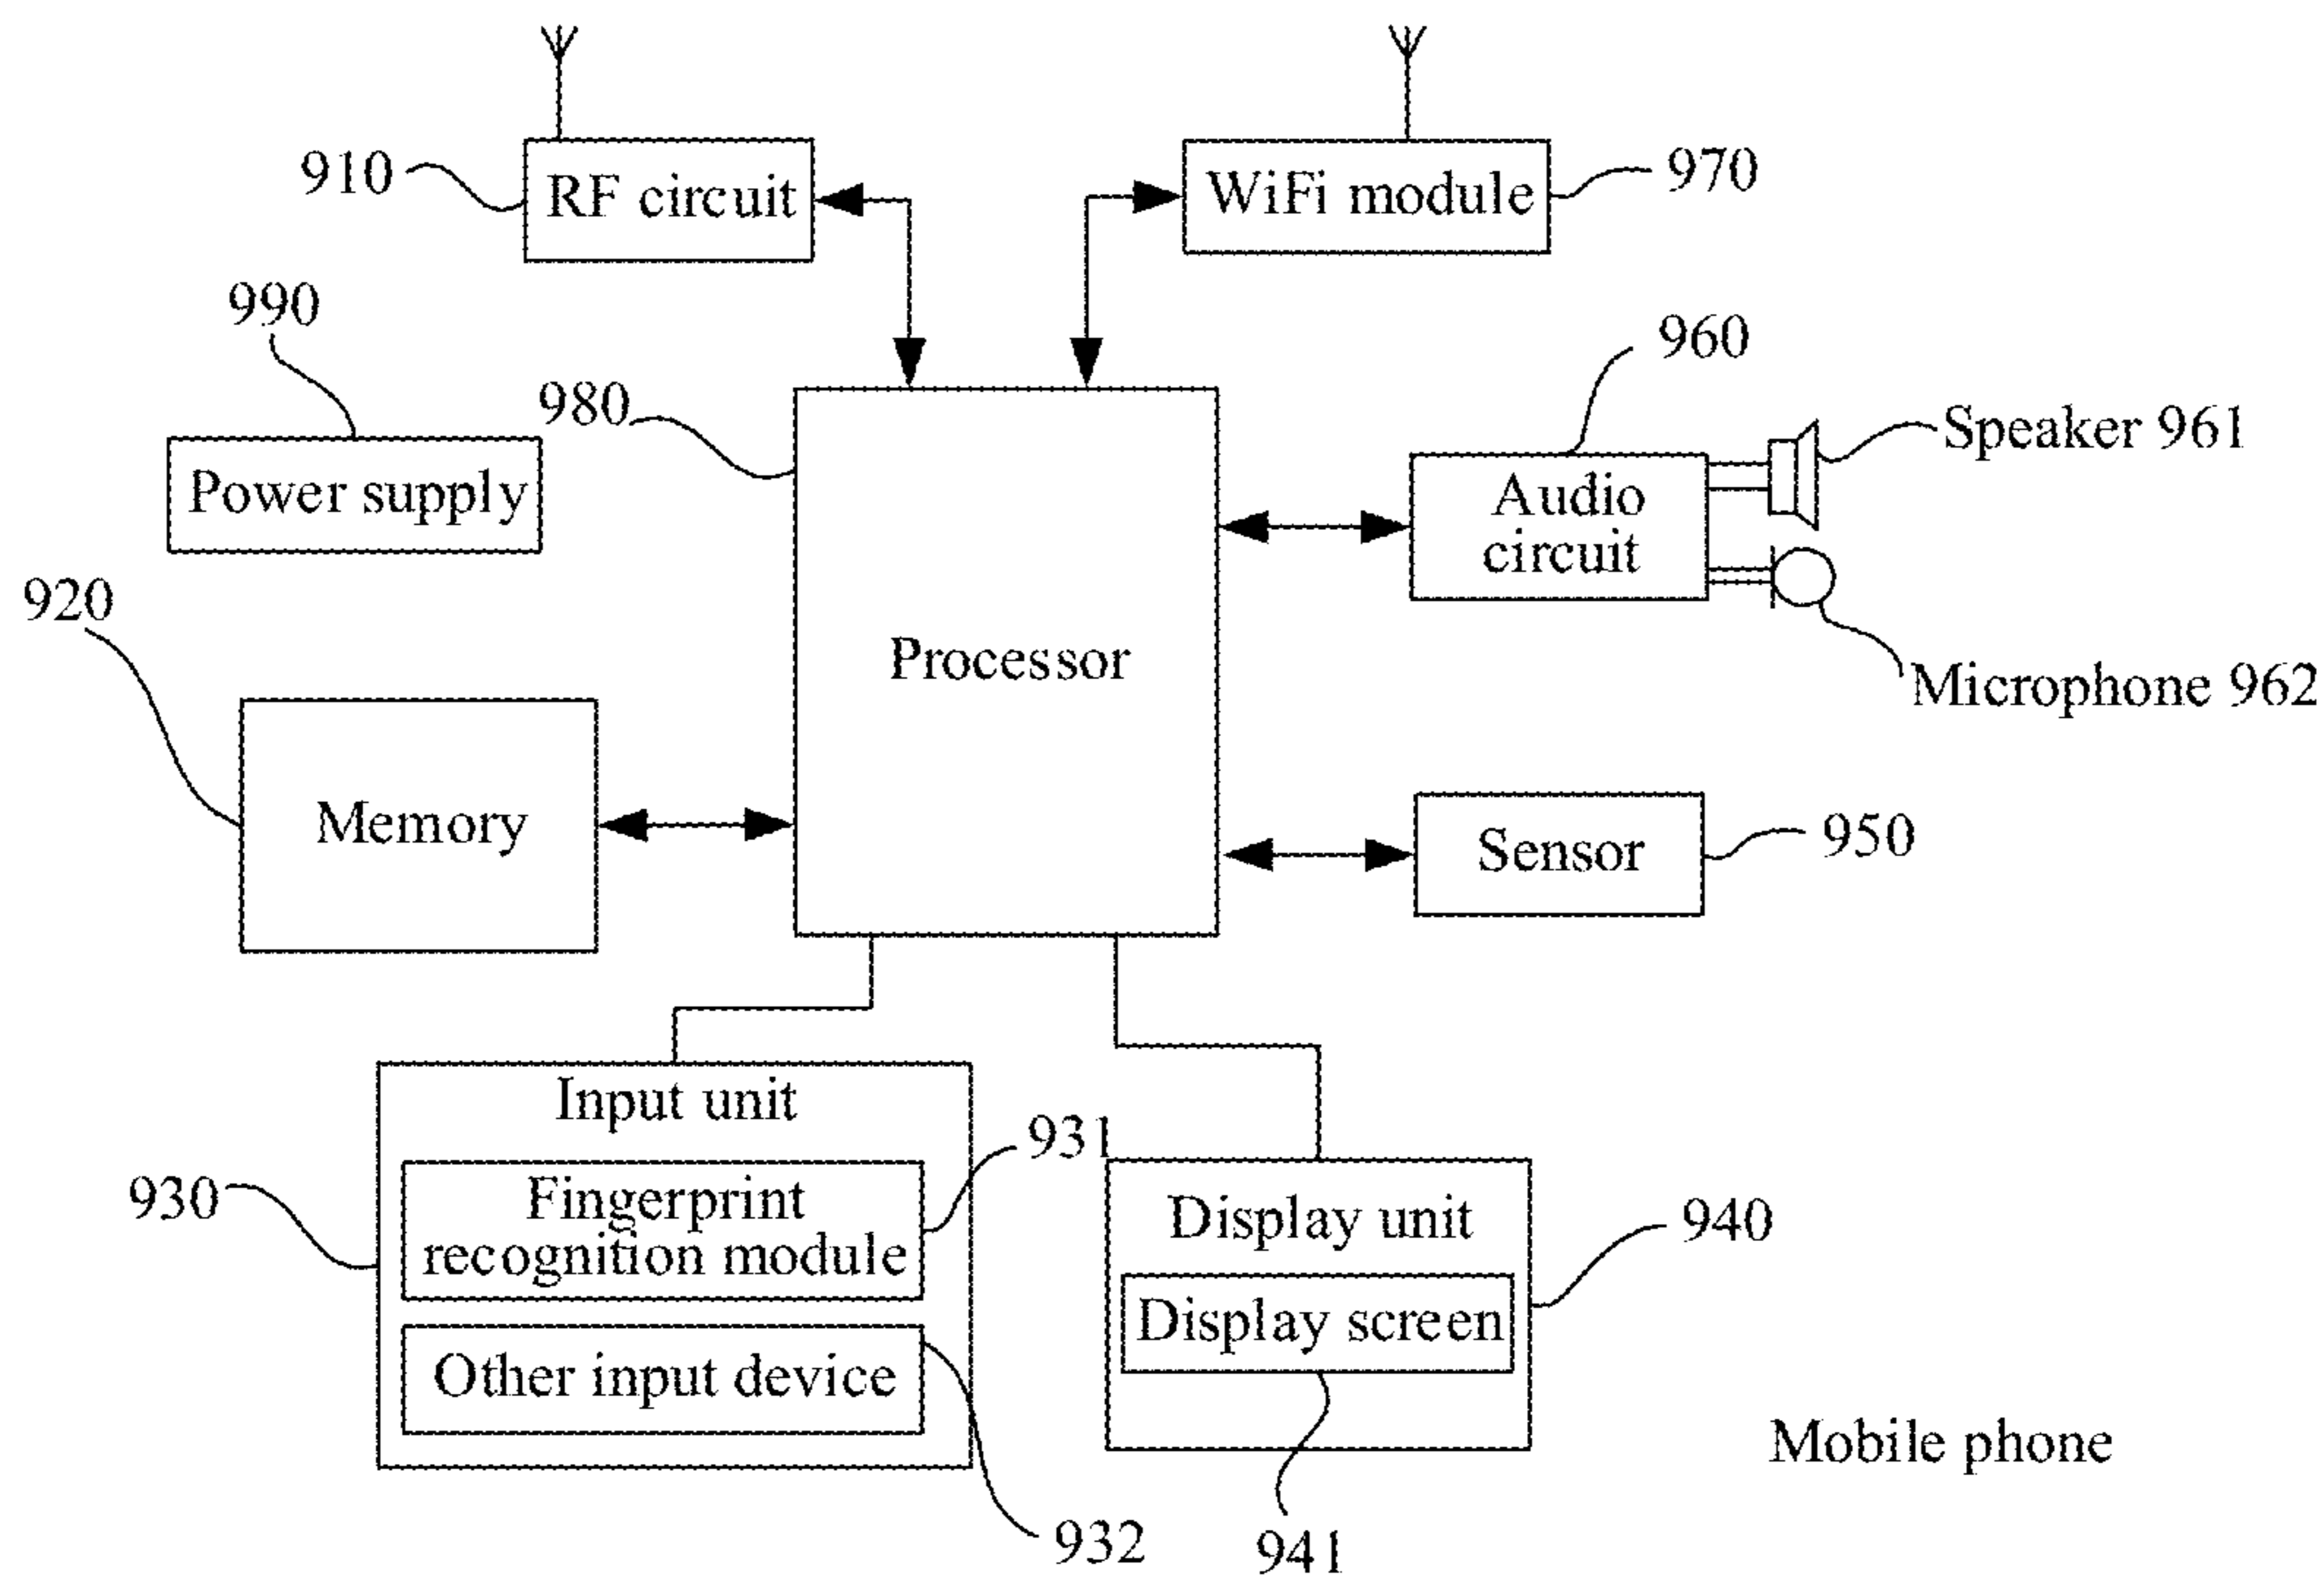 910
RF circuit
WiFi module
970
990
Power supply
980
Processor
960
Audio
circuit
Speaker 961
Microphone 962
920
Memory
Sensor
950
Input unit
930
Fingerprint
recognition module
931
Other input device
932
Display unit
940
Display screen
941
Mobile phone